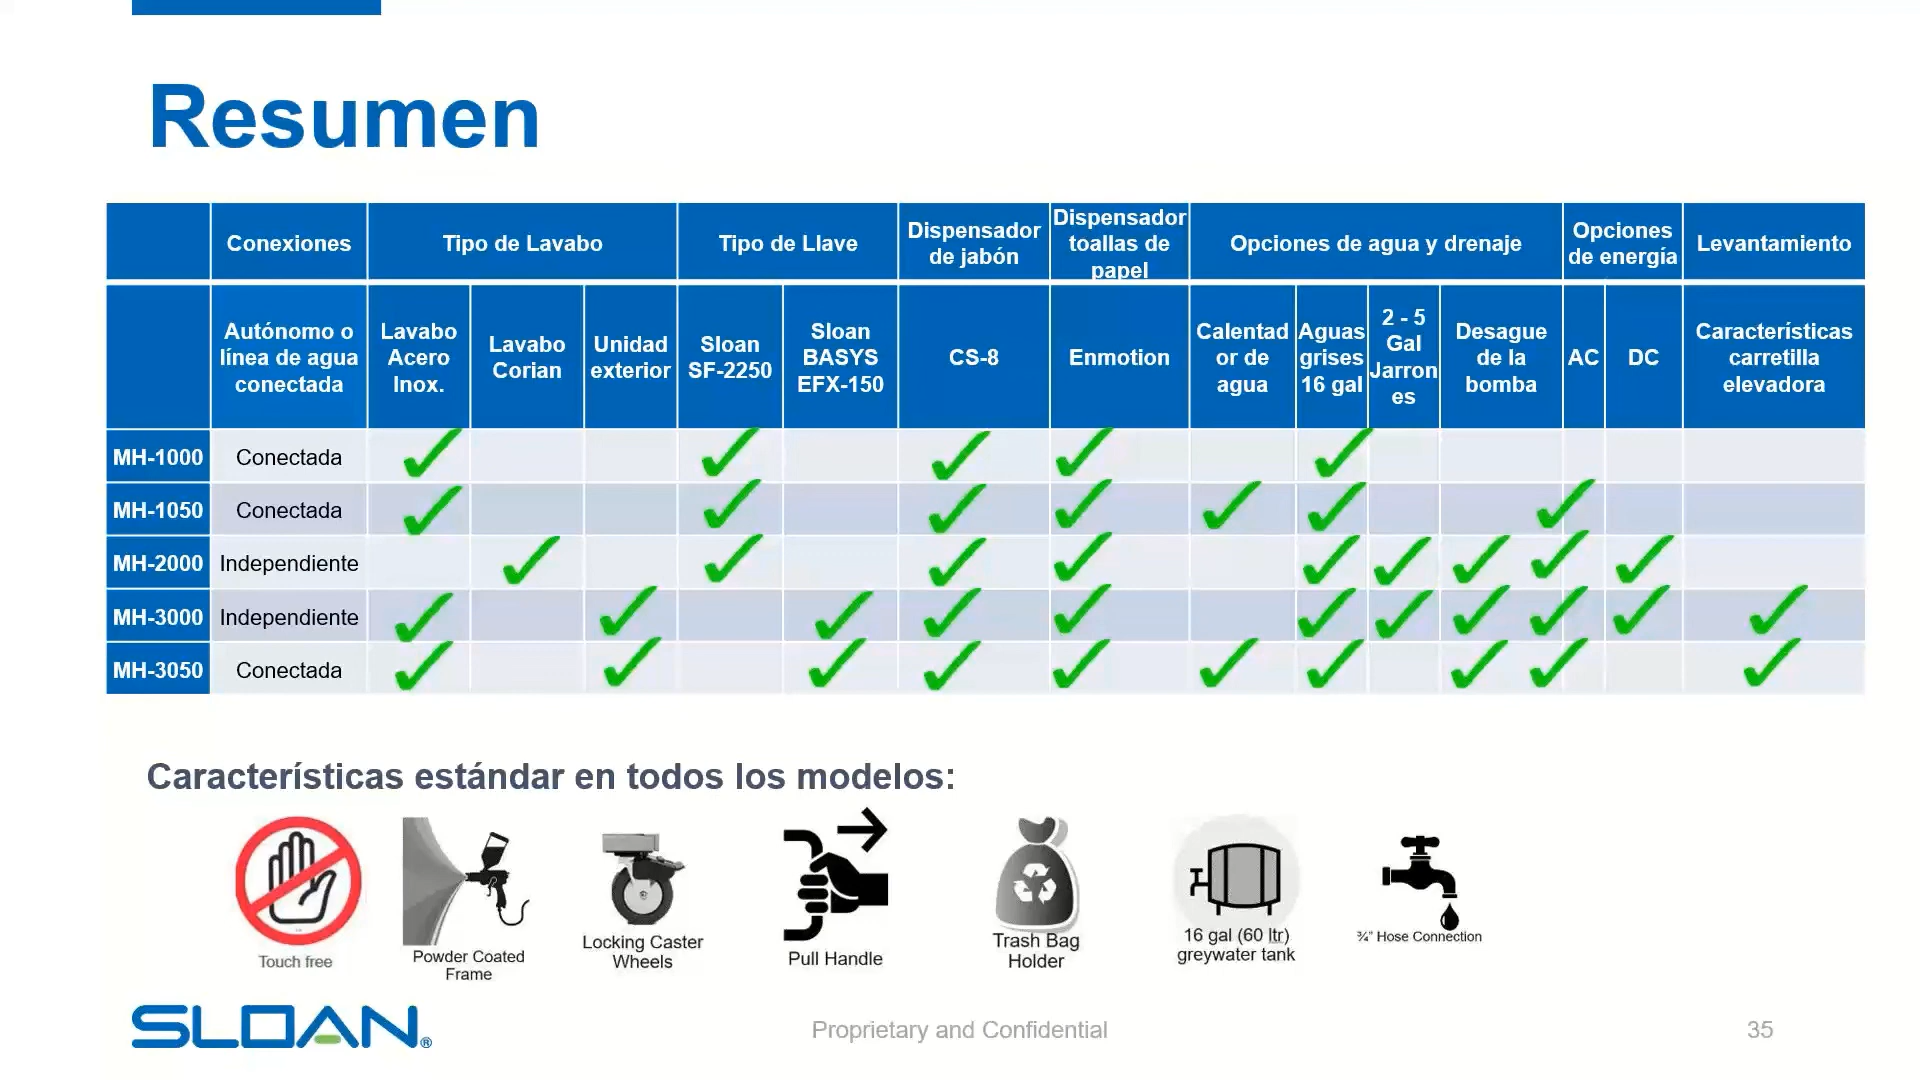 Resumen
Conexiones
Tipo de Lavabo
Tipo de Llave
Dispensador
de jabón
Dispensador
toallas de
papel
Opciones de agua y drenaje
Opciones
de energía
Levantamiento
Autónomo o
línea de agua
conectada
Lavabo
Acero
Inox.
Lavabo
Corian
Unidad
exterior
Sloan
SF-2250
Sloan
BASYS
EFX-150
CS-8
Enmotion
Calentad
or de
agua
Aguas
grises
16 gal
2 - 5
Gal
Jarron
es
Desague
de la
bomba
AC
DC
Características
carretilla
elevadora
MH-1000 Conectada
MH-1050 Conectada
MH-2000 Independiente
MH-3000 Independiente
MH-3050 Conectada
Características estándar en todos los modelos:
Touch free
Powder Coated
Frame
Locking Caster
Wheels
Pull Handle
Trash Bag
Holder
16 gal (60 ltr)
greywater tank
¾" Hose Connection
SLOAN®
Proprietary and Confidential
35